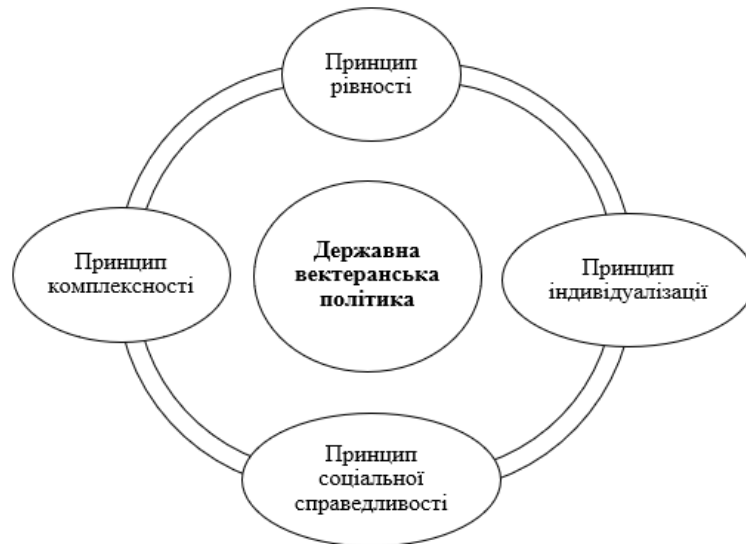 Принцип
рівності
Принцип
комплексності
Державна
вектеранська
політика
Принцип
індивідуалізації
Принцип
соціальної
справедливості